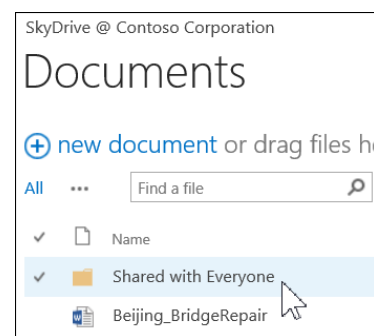 SkyDrive @ Contoso Corporation
Documents
new document or drag files h
All ... Find a file
Name
Shared with Everyone
Beijing_BridgeRepair